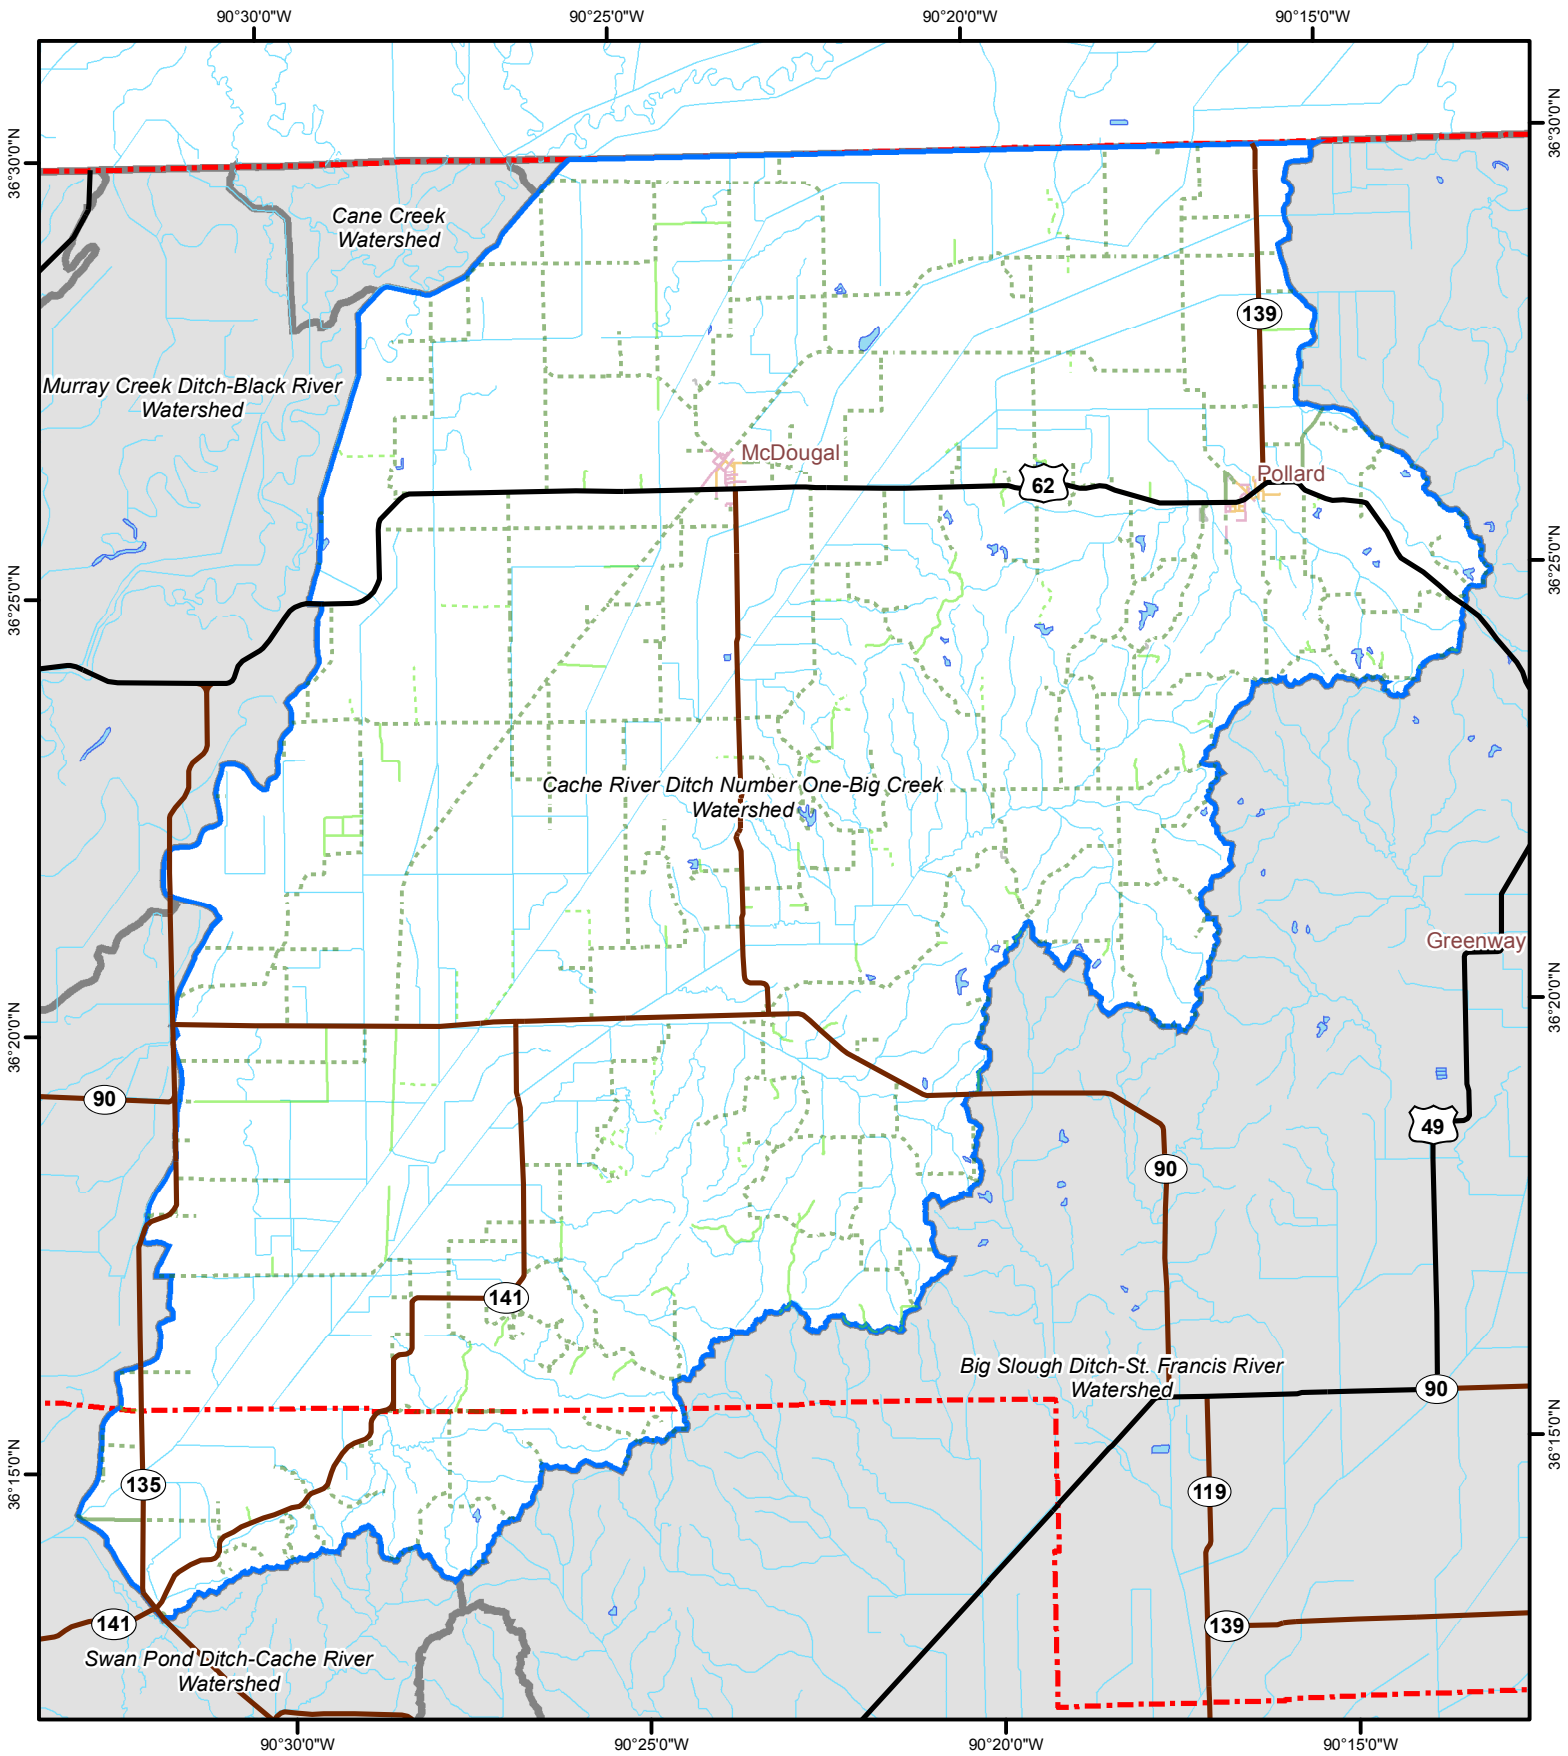 90°30'0"W
90°25'0"W
90°20'0"W
90°15'0"W
36°30'0"N
36°30'0"N
Cane Creek
Watershed
139
Murray Creek Ditch-Black River
Watershed
McDougal
Pollard
62
36°25'0"N
36°25'0"N
Cache River Ditch Number One-Big Creek
Watershed
Greenway
36°20'0"N
36°20'0"N
90
49
90
141
Big Slough Ditch-St. Francis River
Watershed
90
36°15'0"N
36°15'0"N
135
119
141
139
Swan Pond Ditch-Cache River
Watershed
90°30'0"W
90°25'0"W
90°20'0"W
90°15'0"W